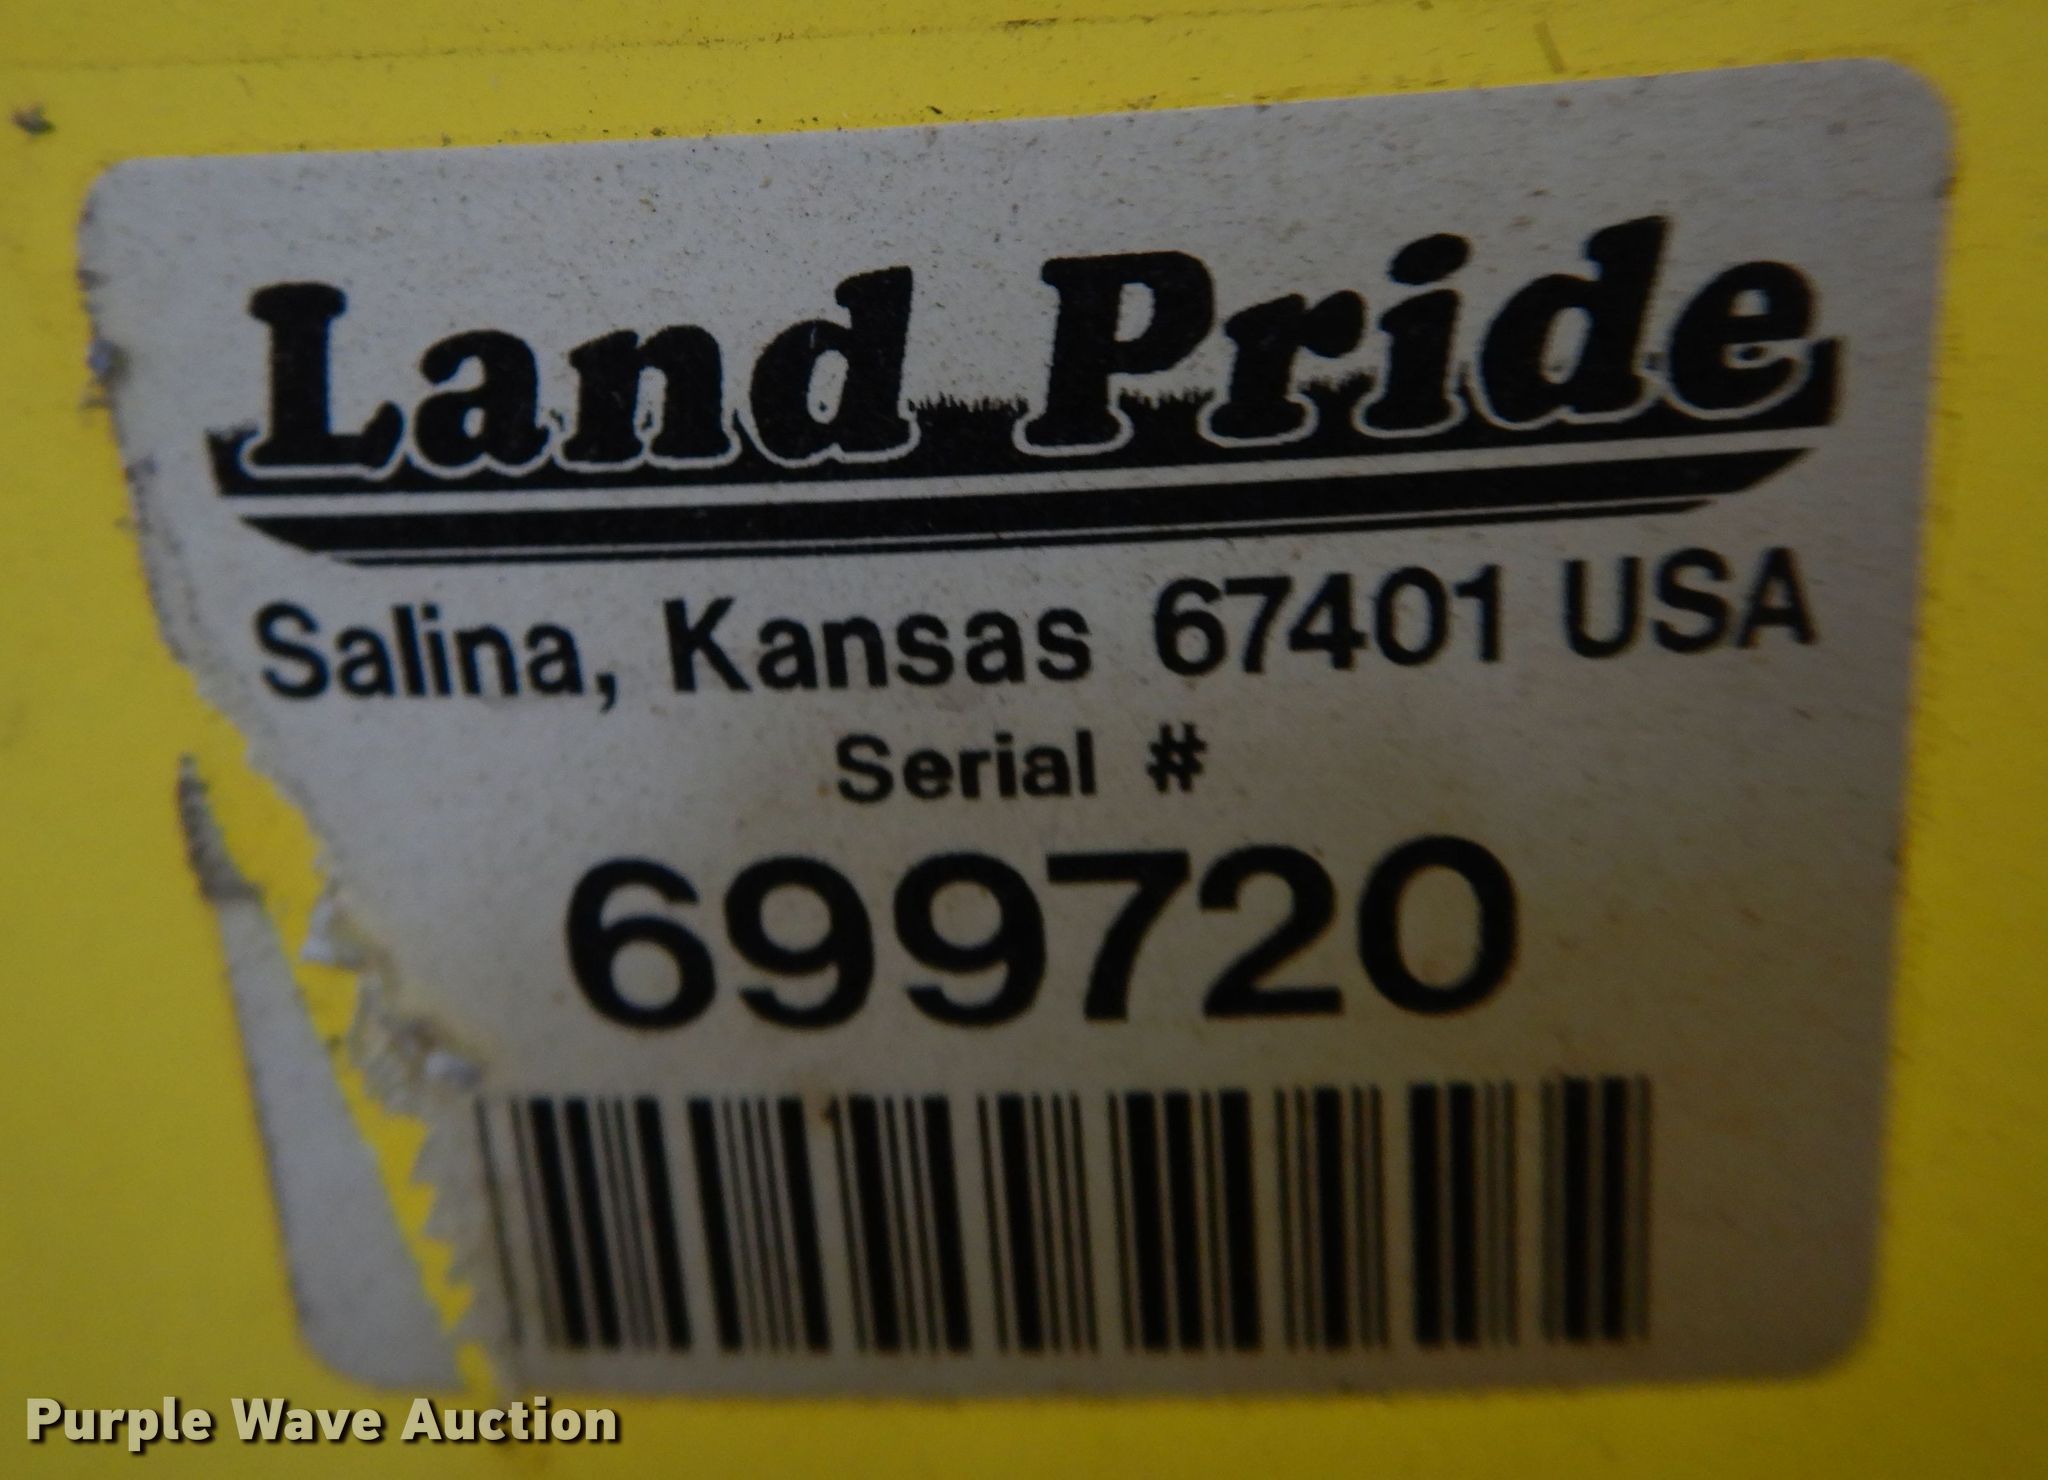 Land Pride
Salina, Kansas 67401 USA
Serial #
699720
Purple Wave Auction